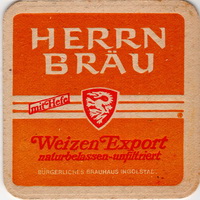 HERRN
BRÄU
mit Hefe
Weizen Export
naturbelassen-unfiltriert
BÜRGERLICHES BRAUHAUS INGOLSTADT